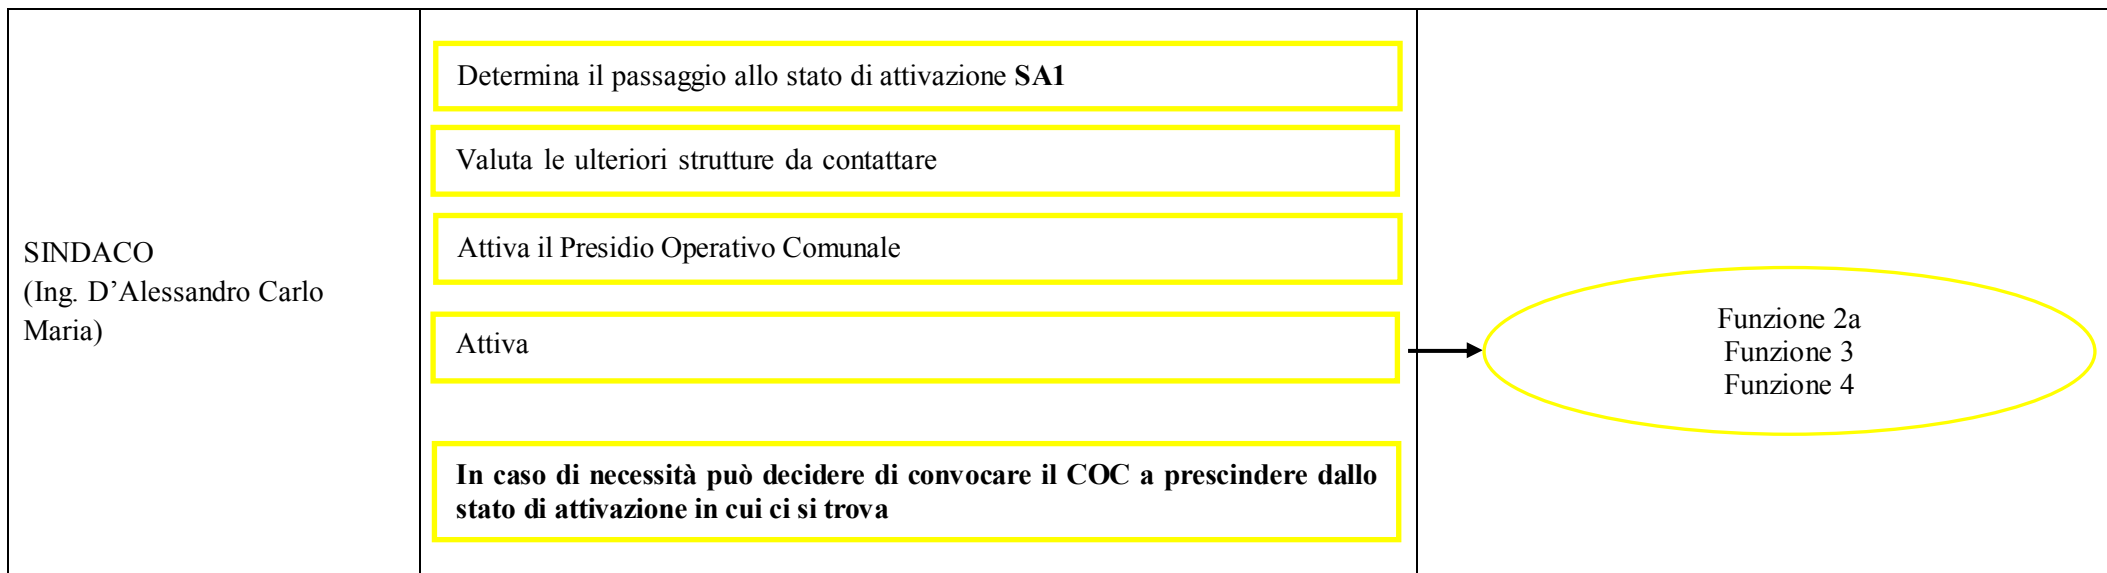 SINDACO
(Ing. D’Alessandro Carlo
Maria)
Determina il passaggio allo stato di attivazione SA1
Valuta le ulteriori strutture da contattare
Attiva il Presidio Operativo Comunale
Attiva
In caso di necessità può decidere di convocare il COC a prescindere dallo
stato di attivazione in cui ci si trova
Funzione 2a
Funzione 3
Funzione 4